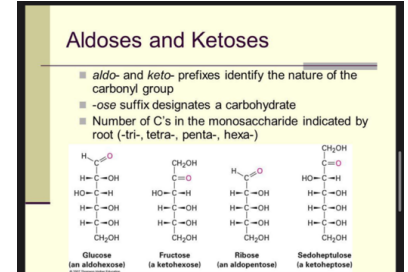 Aldoses and Ketoses
aldo- and keto- prefixes identify the nature of the
carbonyl group
-ose suffix designates a carbohydrate
Number of C's in the monosaccharide indicated by
root (-tri-, tetra-, penta-, hexa-)
H O
C
H C OH
HO C H
H C OH
H C OH
CH₂OH
Glucose
(an aldohexose)
CH₂OH
C=O
HO C H
H C OH
H C OH
CH₂OH
Fructose
(a ketohexose)
H O
C
H C OH
H C OH
H C OH
CH₂OH
Ribose
(an aldopentose)
CH₂OH
C=O
HO C H
H C OH
H C OH
H C OH
CH₂OH
Sedoheptulose
(a ketoheptose)